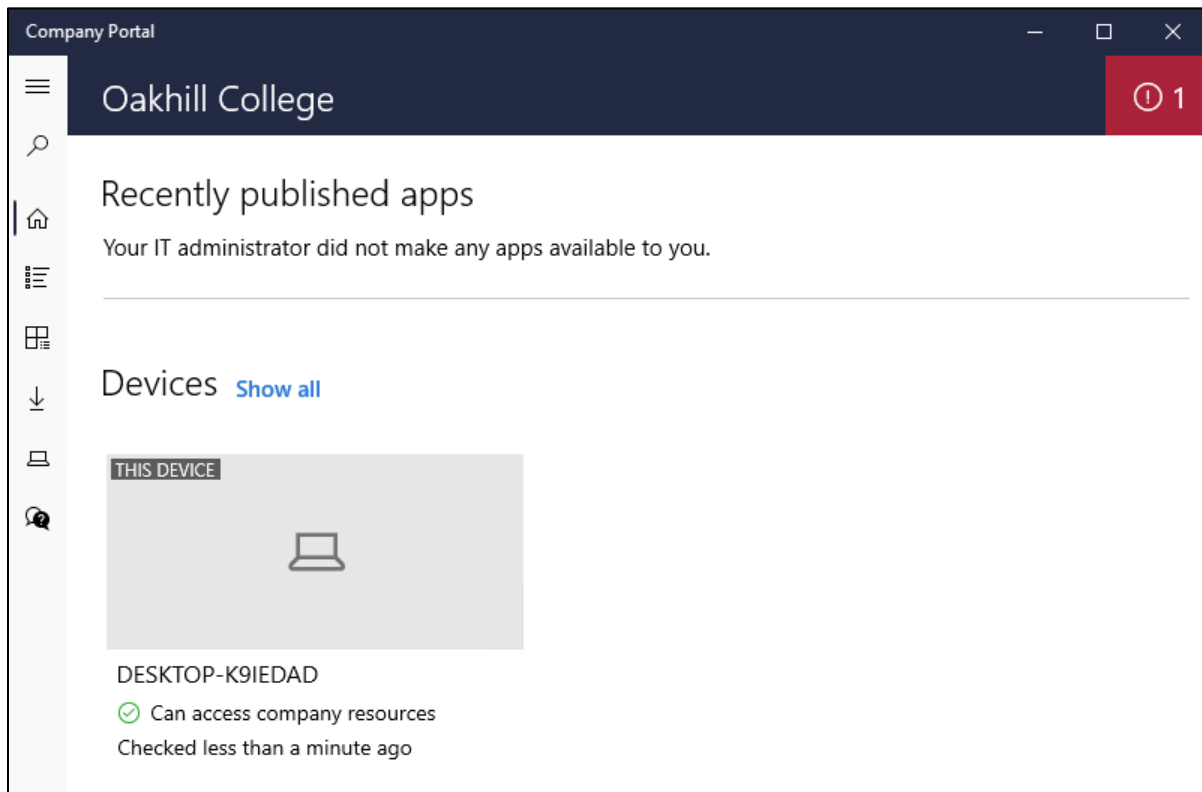 Company Portal
Oakhill College
1
Recently published apps
Your IT administrator did not make any apps available to you.
Devices Show all
THIS DEVICE
DESKTOP-K9IEDAD
Can access company resources
Checked less than a minute ago